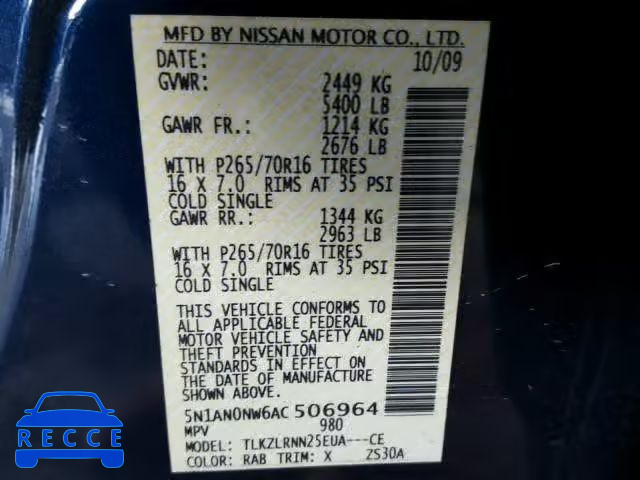 MFD BY NISSAN MOTOR CO., LTD.
DATE: 10/09
GVWR: 2449 KG
5400 LB
GAWR FR.: 1214 KG
2676 LB
WITH P265/70R16 TIRES
16 X 7.0 RIMS AT 35 PSI
COLD SINGLE
GAWR RR.: 1344 KG
2963 LB
WITH P265/70R16 TIRES
16 X 7.0 RIMS AT 35 PSI
COLD SINGLE
THIS VEHICLE CONFORMS TO
ALL APPLICABLE FEDERAL
MOTOR VEHICLE SAFETY AND
THEFT PREVENTION
STANDARDS IN EFFECT ON
THE DATE OF MANUFACTURE
SHOWN ABOVE.
5N1AN0NW6AC506964
MPV 980
MODEL: TLKZLRNN25EUA---CE
COLOR: RAB TRIM: X ZS30A